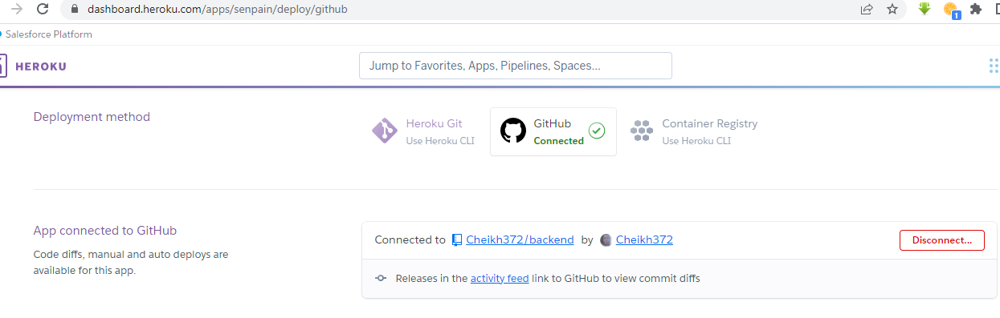 dashboard.heroku.com/apps/senpain/deploy/github
1
Salesforce Platform
HEROKU
Jump to Favorites, Apps, Pipelines, Spaces...
Deployment method
Heroku Git
Use Heroku CLI
GitHub
Connected
Container Registry
Use Heroku CLI
App connected to GitHub
Code diffs, manual and auto deploys are
available for this app.
Connected to Cheikh372/backend by Cheikh372
Disconnect...
Releases in the activity feed link to GitHub to view commit diffs